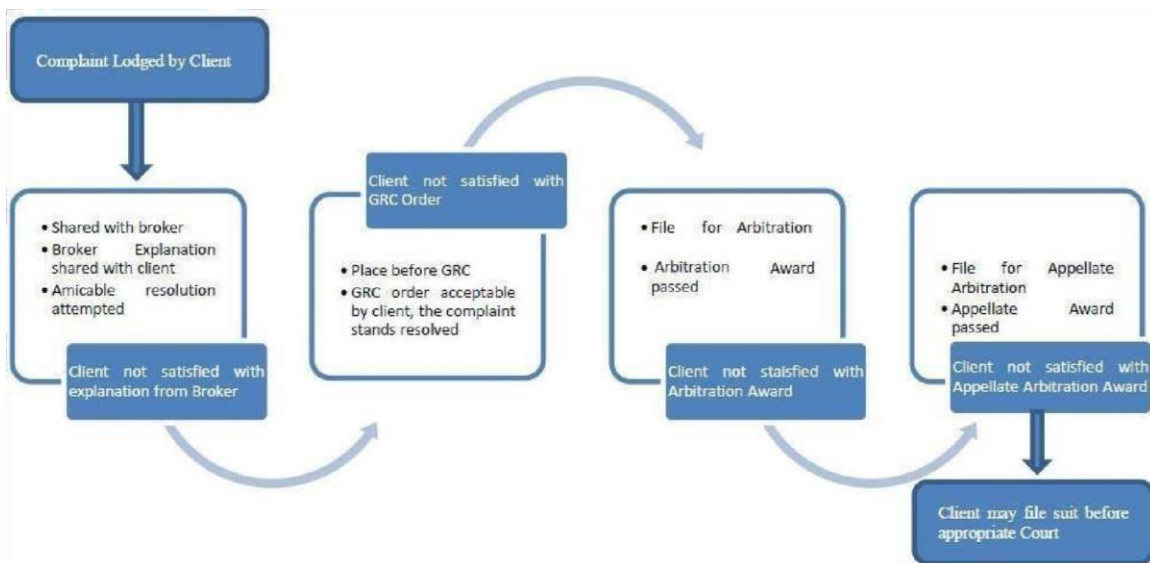 Complaint Lodged by Client
• Shared with broker
• Broker Explanation
shared with client
• Amicable resolution
attempted
Client not satisfied with
explanation from Broker
Client not satisfied with
GRC Order
• Place before GRC
• GRC order acceptable
by client, the complaint
stands resolved
• File for Arbitration
• Arbitration Award
passed
Client not staisfied with
Arbitration Award
• File for Appellate
Arbitration
• Appellate Award
passed
Client not satisfied with
Appellate Arbitration Award
Client may file suit before
appropriate Court